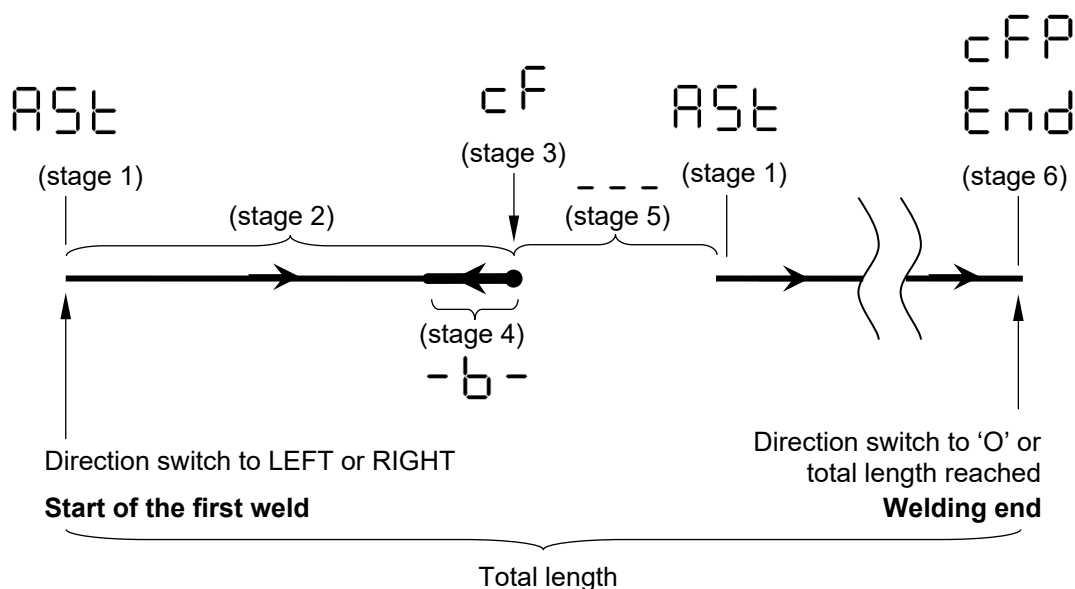 cFP
ASt
cF
ASt
End
(stage 1)
(stage 3)
(stage 1)
(stage 6)
- - -
(stage 2)
(stage 5)
(stage 4)
-b-
Direction switch to LEFT or RIGHT
Start of the first weld
Direction switch to ‘O’ or
total length reached
Welding end
Total length